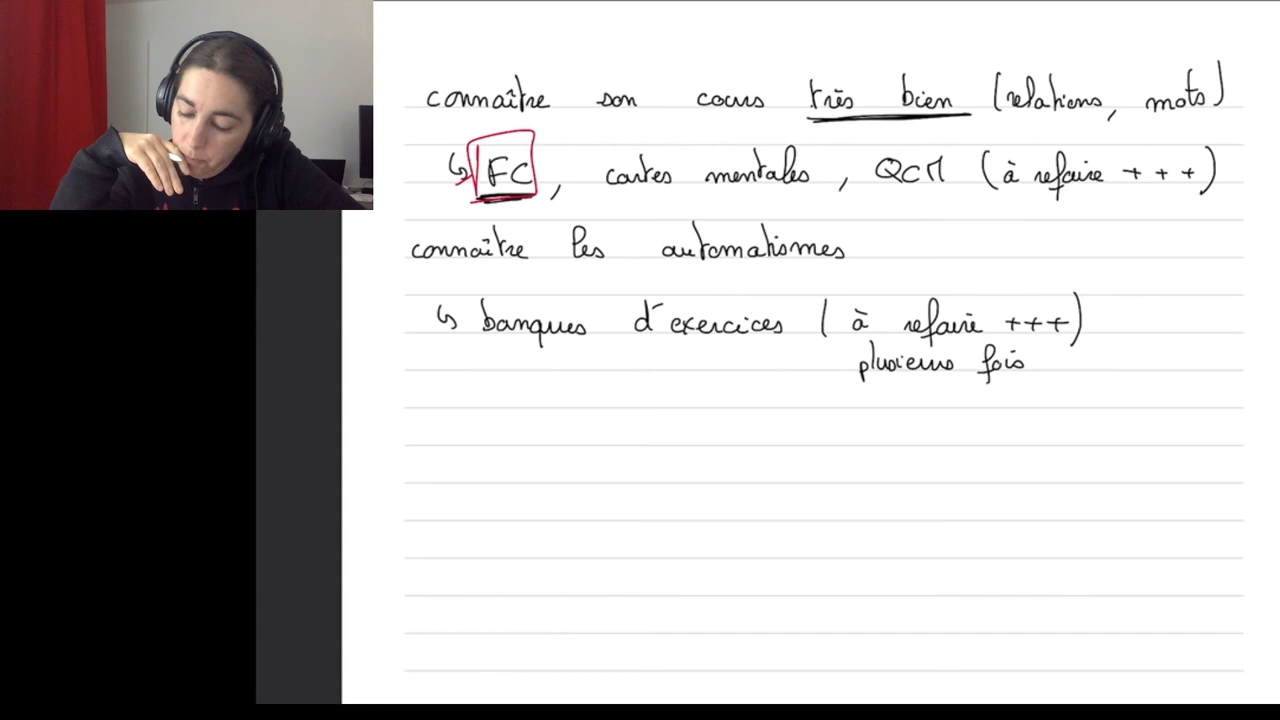 connaître son cours très bien (relations, mots)
↳ FC, cartes mentales, QCM (à refaire +++)
connaître les automatismes
↳ banques d'exercices (à refaire +++)
plusieurs fois